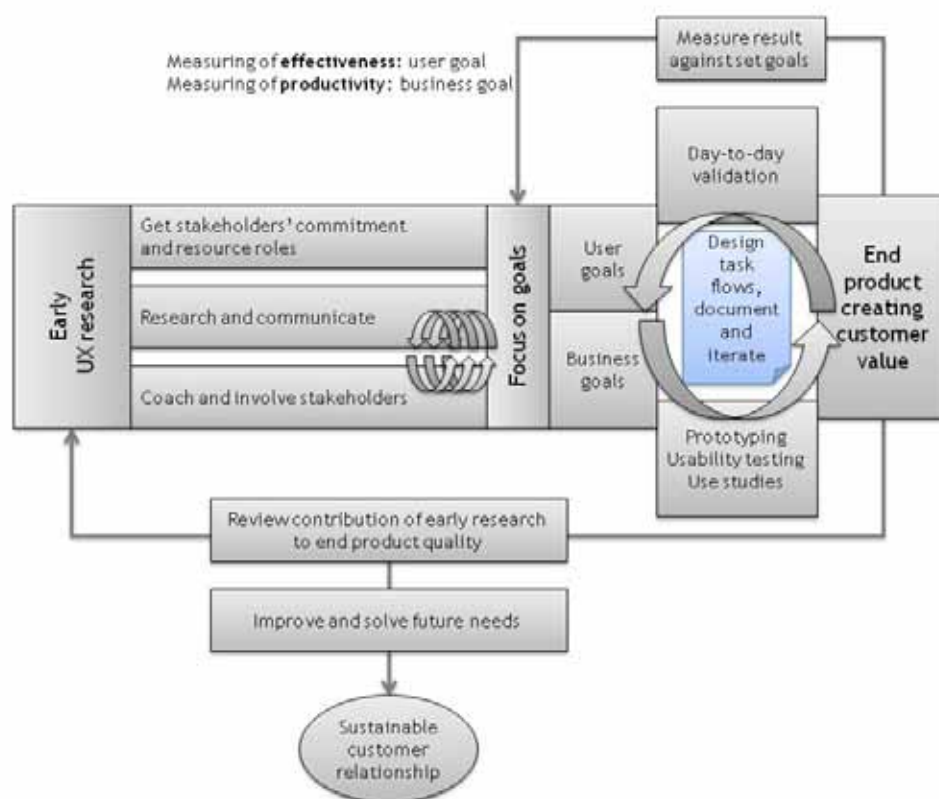 Measure result
against set goals
Measuring of effectiveness: user goal
Measuring of productivity: business goal
Day-to-day
validation
Early
UX research
Get stakeholders' commitment
and resource roles
Research and communicate
Coach and involve stakeholders
Focus on goals
User
goals
Business
goals
Design
task
flows,
document
and
iterate
Prototyping
Usability testing
Use studies
End
product
creating
customer
value
Review contribution of early research
to end product quality
Improve and solve future needs
Sustainable
customer
relationship